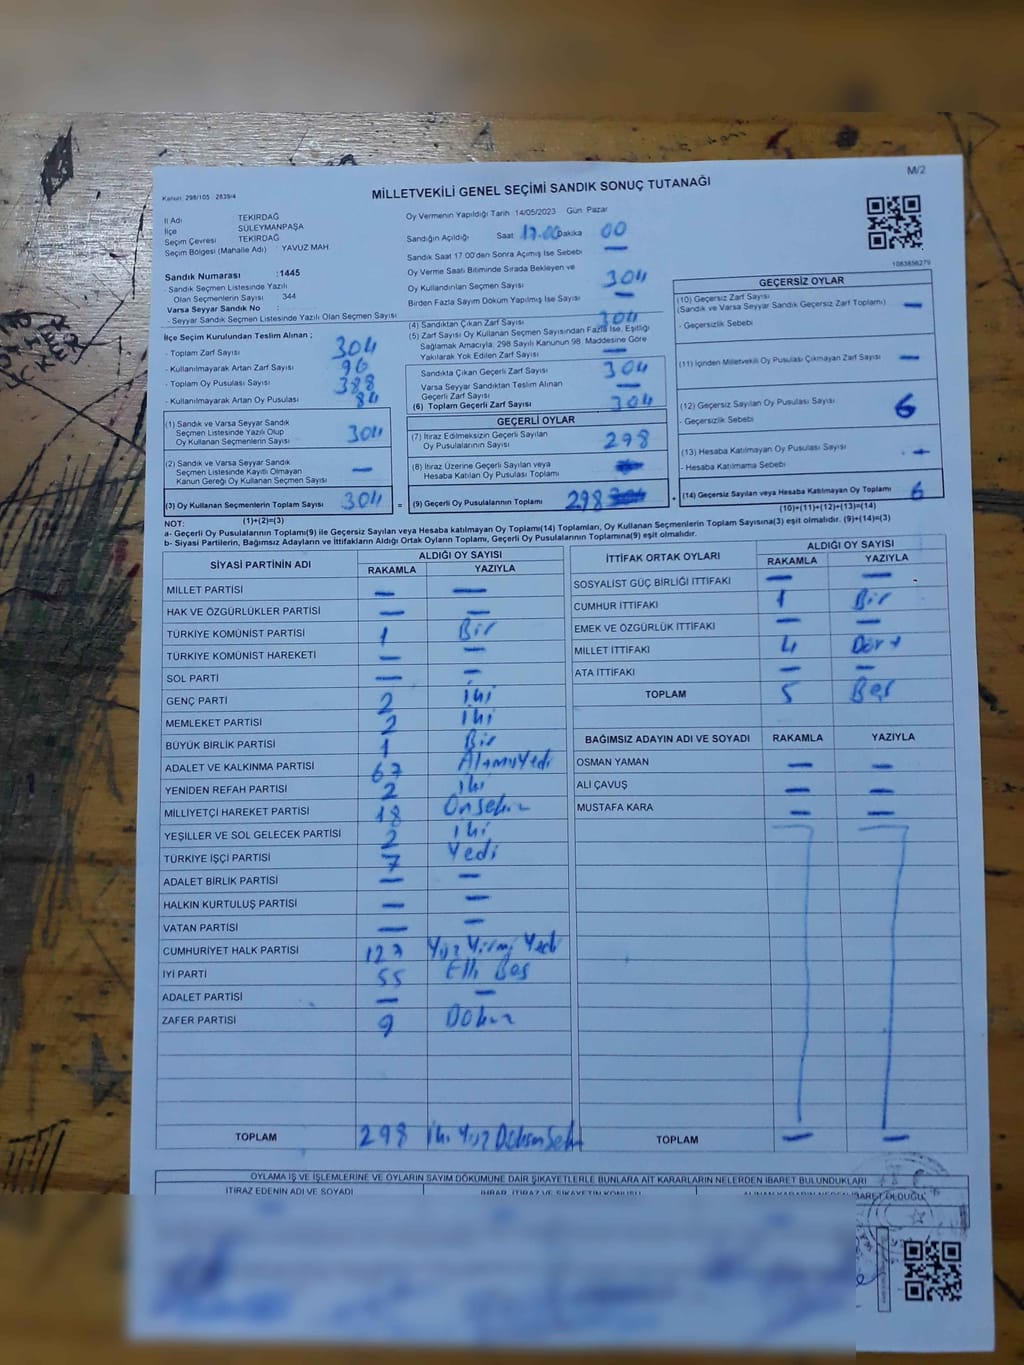 M/2
Kanun: 298/105 2839/4
MİLLETVEKİLİ GENEL SEÇİMİ SANDIK SONUÇ TUTANAĞI
İl Adı TEKİRDAĞ
İlçe SÜLEYMANPAŞA
Seçim Çevresi TEKİRDAĞ
Seçim Bölgesi (Mahalle Adı) YAVUZ MAH.
Sandık Numarası :1445
- Sandık Seçmen Listesinde Yazılı
Olan Seçmenlerin Sayısı 344
Varsa Seyyar Sandık No :
- Seyyar Sandık Seçmen Listesinde Yazılı Olan Seçmen Sayısı
Oy Vermenin Yapıldığı Tarih 14/05/2023 Gün Pazar
Sandığın Açıldığı Saat 17.00 Dakika 00
Sandık Saat 17 00'den Sonra Açılmış İse Sebebi —
Oy Verme Saati Bitiminde Sırada Bekleyen ve
Oy Kullandırılan Seçmen Sayısı 304
Birden Fazla Sayım Döküm Yapılmış İse Sayısı —
1083856279
İlçe Seçim Kurulundan Teslim Alınan ;
- Toplam Zarf Sayısı 304
- Kullanılmayarak Artan Zarf Sayısı 96
- Toplam Oy Pusulası Sayısı 388
- Kullanılmayarak Artan Oy Pusulası 84
(4) Sandıktan Çıkan Zarf Sayısı 304
(5) Zarf Sayısı Oy Kullanan Seçmen Sayısından Fazla İse, Eşitliği
Sağlamak Amacıyla, 298 Sayılı Kanunun 98. Maddesine Göre
Yakılarak Yok Edilen Zarf Sayısı —
Sandıkta Çıkan Geçerli Zarf Sayısı 304
Varsa Seyyar Sandıktan Teslim Alınan
Geçerli Zarf Sayısı —
(6) Toplam Geçerli Zarf Sayısı 304
GEÇERSİZ OYLAR
(10) Geçersiz Zarf Sayısı
(Sandık ve Varsa Seyyar Sandık Geçersiz Zarf Toplamı) —
- Geçersizlik Sebebi
(11) İçinden Milletvekili Oy Pusulası Çıkmayan Zarf Sayısı —
(12) Geçersiz Sayılan Oy Pusulası Sayısı 6
- Geçersizlik Sebebi
(13) Hesaba Katılmayan Oy Pusulası Sayısı —
- Hesaba Katılmama Sebebi
(14) Geçersiz Sayılan veya Hesaba Katılmayan Oy Toplamı 6
(10)+(11)+(12)+(13)=(14)
(1) Sandık ve Varsa Seyyar Sandık
Seçmen Listesinde Yazılı Olup
Oy Kullanan Seçmenlerin Sayısı 304
(2) Sandık ve Varsa Seyyar Sandık
Seçmen Listesinde Kayıtlı Olmayan
Kanun Gereği Oy Kullanan Seçmen Sayısı —
(3) Oy Kullanan Seçmenlerin Toplam Sayısı 304 =
(1)+(2)=(3)
GEÇERLİ OYLAR
(7) İtiraz Edilmeksizin Geçerli Sayılan
Oy Pusulalarının Sayısı 298
(8) İtiraz Üzerine Geçerli Sayılan veya
Hesaba Katılan Oy Pusulası Toplamı
(9) Geçerli Oy Pusulalarının Toplamı 298 +
NOT:
a- Geçerli Oy Pusulalarının Toplamı(9) ile Geçersiz Sayılan veya Hesaba katılmayan Oy Toplamı(14) Toplamları, Oy Kullanan Seçmenlerin Toplam Sayısına(3) eşit olmalıdır. (9)+(14)=(3)
b- Siyasi Partilerin, Bağımsız Adayların ve İttifakların Aldığı Ortak Oyların Toplamı, Geçerli Oy Pusulalarının Toplamına(9) eşit olmalıdır.
SİYASİ PARTİNİN ADI ALDIĞI OY SAYISI
RAKAMLA YAZIYLA
MİLLET PARTİSİ — —
HAK VE ÖZGÜRLÜKLER PARTİSİ — —
TÜRKİYE KOMÜNİST PARTİSİ 1 Bir
TÜRKİYE KOMÜNİST HAREKETİ — —
SOL PARTİ — —
GENÇ PARTİ 2 İki
MEMLEKET PARTİSİ 2 İki
BÜYÜK BİRLİK PARTİSİ 1 Bir
ADALET VE KALKINMA PARTİSİ 67 Altmışyedi
YENİDEN REFAH PARTİSİ 2 İki
MİLLİYETÇİ HAREKET PARTİSİ 18 Onsekiz
YEŞİLLER VE SOL GELECEK PARTİSİ 2 iki
TÜRKİYE İŞÇİ PARTİSİ 7 Yedi
ADALET BİRLİK PARTİSİ — —
HALKIN KURTULUŞ PARTİSİ — —
VATAN PARTİSİ — —
CUMHURİYET HALK PARTİSİ 127 Yüz Yirmi Yedi
İYİ PARTİ 55 Elli Beş
ADALET PARTİSİ — —
ZAFER PARTİSİ 9 Dokuz
TOPLAM 298 İki Yüz Doksan Sekiz
İTTİFAK ORTAK OYLARI ALDIĞI OY SAYISI
RAKAMLA YAZIYLA
SOSYALİST GÜÇ BİRLİĞİ İTTİFAKI — —
CUMHUR İTTİFAKI 1 Bir
EMEK VE ÖZGÜRLÜK İTTİFAKI — —
MİLLET İTTİFAKI 4 Dört
ATA İTTİFAKI — —
TOPLAM 5 Beş
BAĞIMSIZ ADAYIN ADI VE SOYADI RAKAMLA YAZIYLA
OSMAN YAMAN — —
ALİ ÇAVUŞ — —
MUSTAFA KARA — —
TOPLAM — —
OYLAMA İŞ VE İŞLEMLERİNE VE OYLARIN SAYIM DÖKÜMÜNE DAİR ŞİKAYETLERLE BUNLARA AİT KARARLARIN NELERDEN İBARET BULUNDUKLARI
İTİRAZ EDENİN ADI VE SOYADI İHBAR, İTİRAZ VE ŞİKAYETİN KONUSU